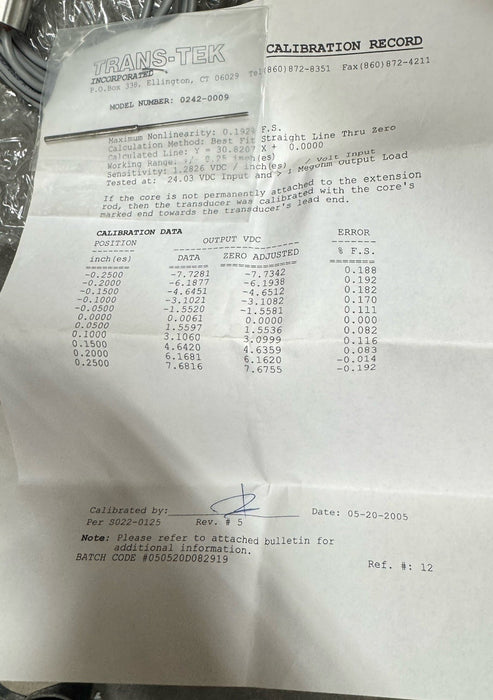 TRANS-TEK
INCORPORATED
P.O.Box 338, Ellington, CT 06029 Tel(860)872-8351 Fax(860)872-4211
CALIBRATION RECORD
MODEL NUMBER: 0242-0009
Maximum Nonlinearity: 0.192% F.S.
Calculation Method: Best Fit Straight Line Thru Zero
Calculated Line: Y = 30.8207 X + 0.0000
Working Range: +/- 0.25 inch(es)
Sensitivity: 1.2826 VDC / inch(es) / Volt Input
Tested at: 24.03 VDC Input and > 1 Megohm Output Load
If the core is not permanently attached to the extension
rod, then the transducer was calibrated with the core's
marked end towards the transducer's lead end.
CALIBRATION DATA
POSITION OUTPUT VDC ERROR
inch(es) DATA ZERO ADJUSTED % F.S.
-0.2500 -7.7281 -7.7342 0.188
-0.2000 -6.1877 -6.1938 0.192
-0.1500 -4.6451 -4.6512 0.182
-0.1000 -3.1021 -3.1082 0.170
-0.0500 -1.5520 -1.5581 0.111
0.0000 0.0061 0.0000 0.000
0.0500 1.5597 1.5536 0.082
0.1000 3.1060 3.0999 0.116
0.1500 4.6420 4.6359 0.083
0.2000 6.1681 6.1620 -0.014
0.2500 7.6816 7.6755 -0.192
Calibrated by: Date: 05-20-2005
Per S022-0125 Rev. # 5
Note: Please refer to attached bulletin for
additional information.
BATCH CODE #050520D082919
Ref. #: 12